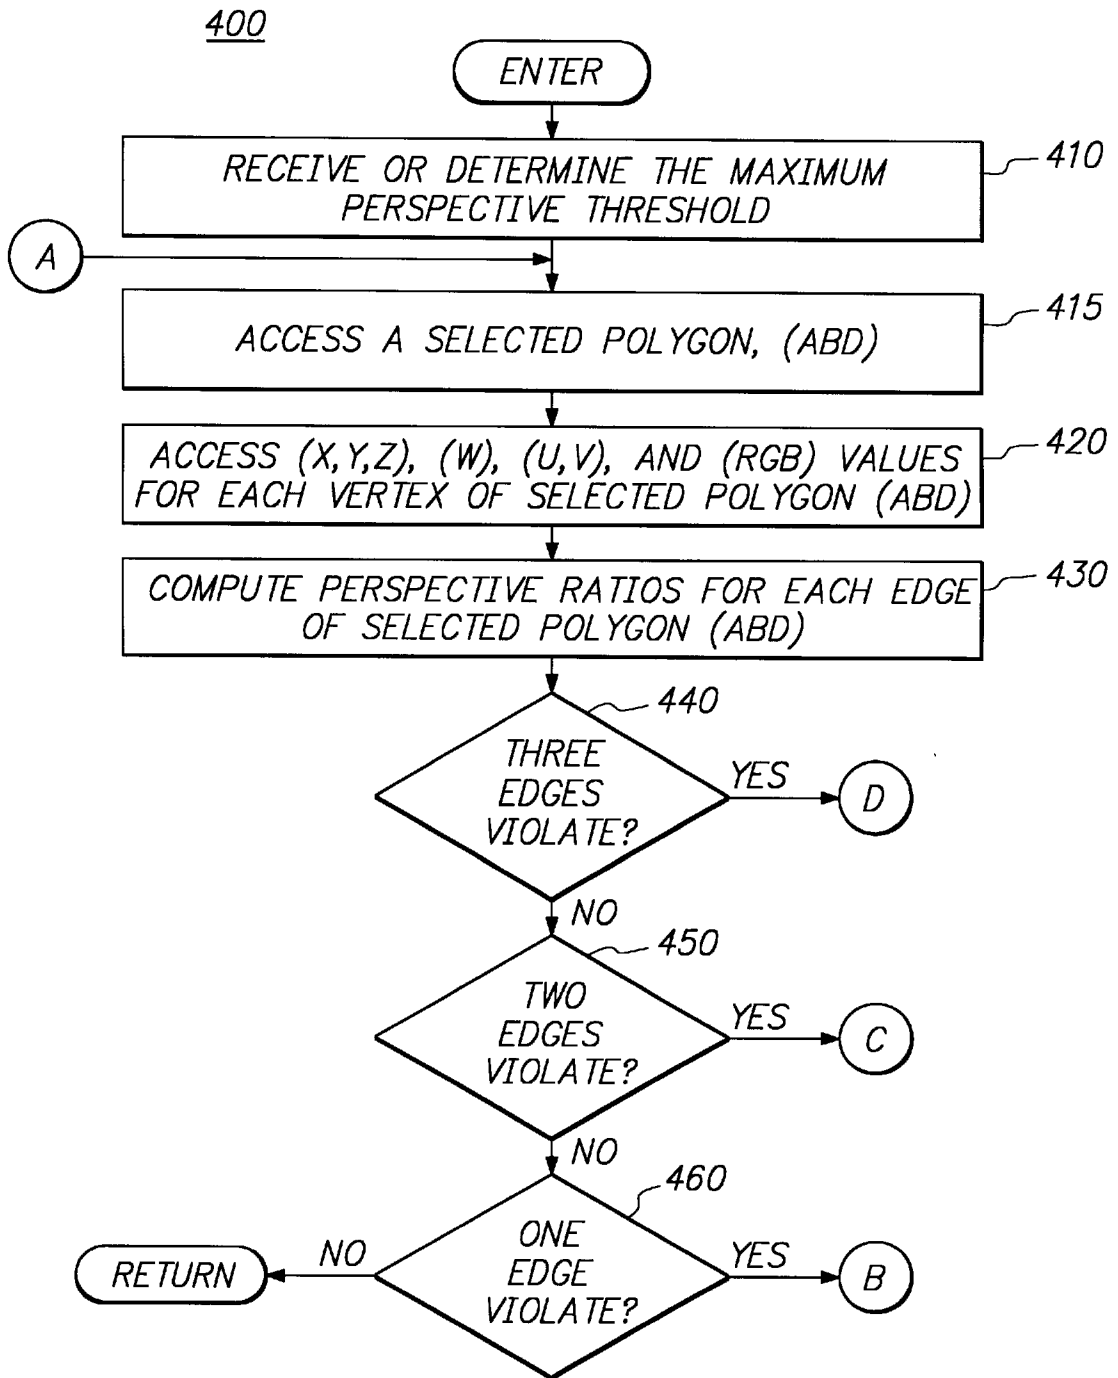 400
ENTER
RECEIVE OR DETERMINE THE MAXIMUM
PERSPECTIVE THRESHOLD
410
A
ACCESS A SELECTED POLYGON, (ABD)
415
ACCESS (X,Y,Z), (W), (U,V), AND (RGB) VALUES
FOR EACH VERTEX OF SELECTED POLYGON (ABD)
420
COMPUTE PERSPECTIVE RATIOS FOR EACH EDGE
OF SELECTED POLYGON (ABD)
430
440
THREE
EDGES
VIOLATE?
YES
D
NO
450
TWO
EDGES
VIOLATE?
YES
C
NO
460
ONE
EDGE
VIOLATE?
YES
B
NO
RETURN